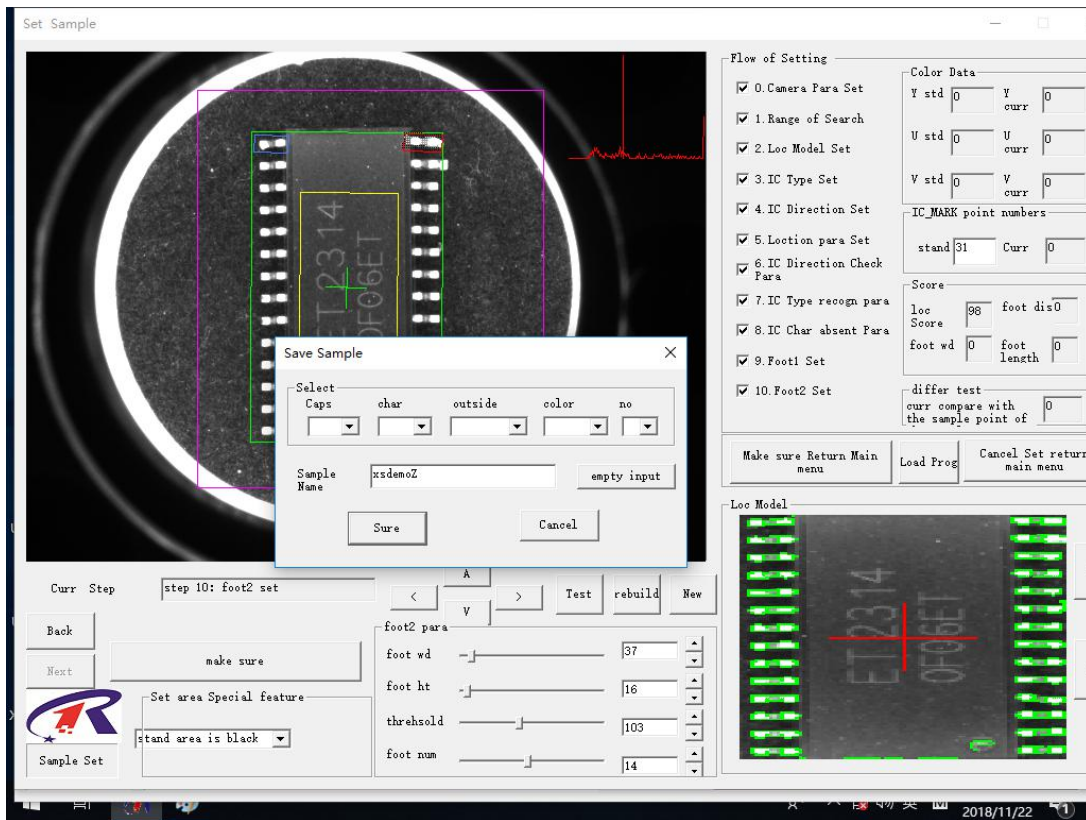 Set Sample
ET2314
0F06ET
Save Sample
Select
Caps
char
outside
color
no
Sample
Name
xsdemoZ
empty input
Sure
Cancel
Flow of Setting
0.Camera Para Set
1.Range of Search
2.Loc Model Set
3.IC Type Set
4.IC Direction Set
5.Loction para Set
6.IC Direction Check
Para
7.IC Type recogn para
8.IC Char absent Para
9.Foot1 Set
10.Foot2 Set
Color Data
Y std 0
Y
curr 0
U std 0
U
curr 0
V std 0
V
curr 0
IC_MARK point numbers
stand 31
Curr 0
Score
loc
Score 98
foot dis 0
foot wd 0
foot
length 0
differ test
curr compare with
the sample point of
0
Make sure Return Main
menu
Load Prog
Cancel Set return
main menu
Loc Model
ET2314
0F06ET
Curr Step
step 10: foot2 set
<
A
V
>
Test
rebuild
New
Back
Next
make sure
Set area Special feature
stand area is black
Sample Set
foot2 para
foot wd
37
foot ht
16
threhsold
103
foot num
14
英
M
2018/11/22
1